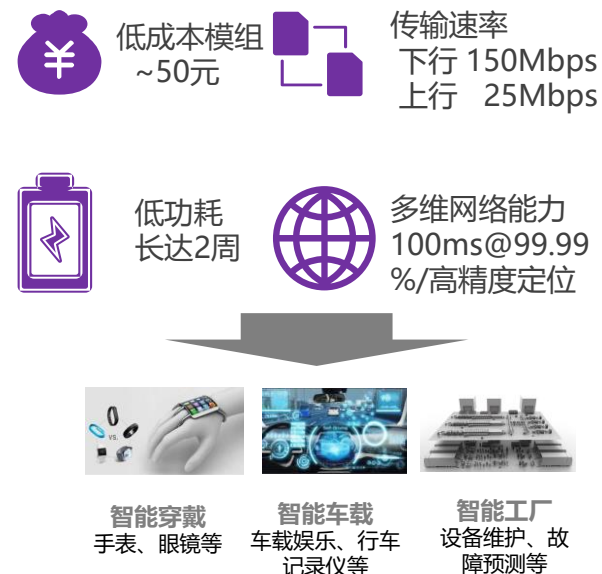 ¥
低成本模组
~50元
传输速率
下行 150Mbps
上行 25Mbps
低功耗
长达2周
多维网络能力
100ms@99.99
%/高精度定位
vs.
智能穿戴
手表、眼镜等
智能车载
车载娱乐、行车
记录仪等
智能工厂
设备维护、故
障预测等